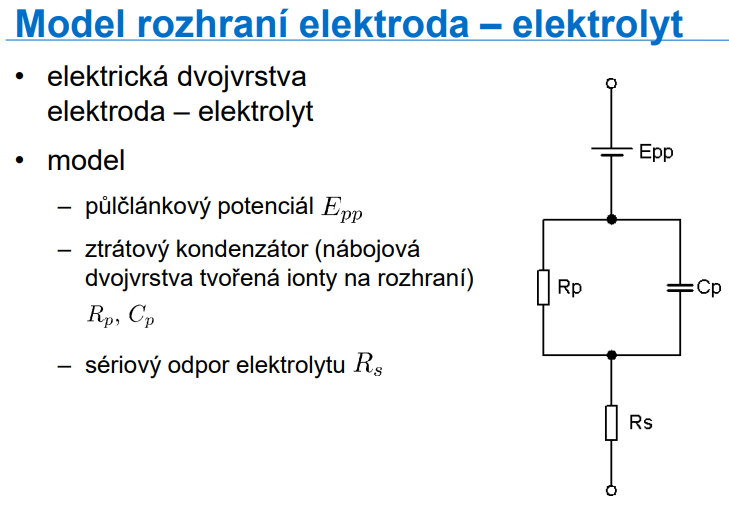 Model rozhraní elektroda – elektrolyt
• elektrická dvojvrstva
elektroda – elektrolyt
• model
– půlčlánkový potenciál Epp
– ztrátový kondenzátor (nábojová
dvojvrstva tvořená ionty na rozhraní)
Rp, Cp
– sériový odpor elektrolytu Rs
Epp
Rp
Cp
Rs